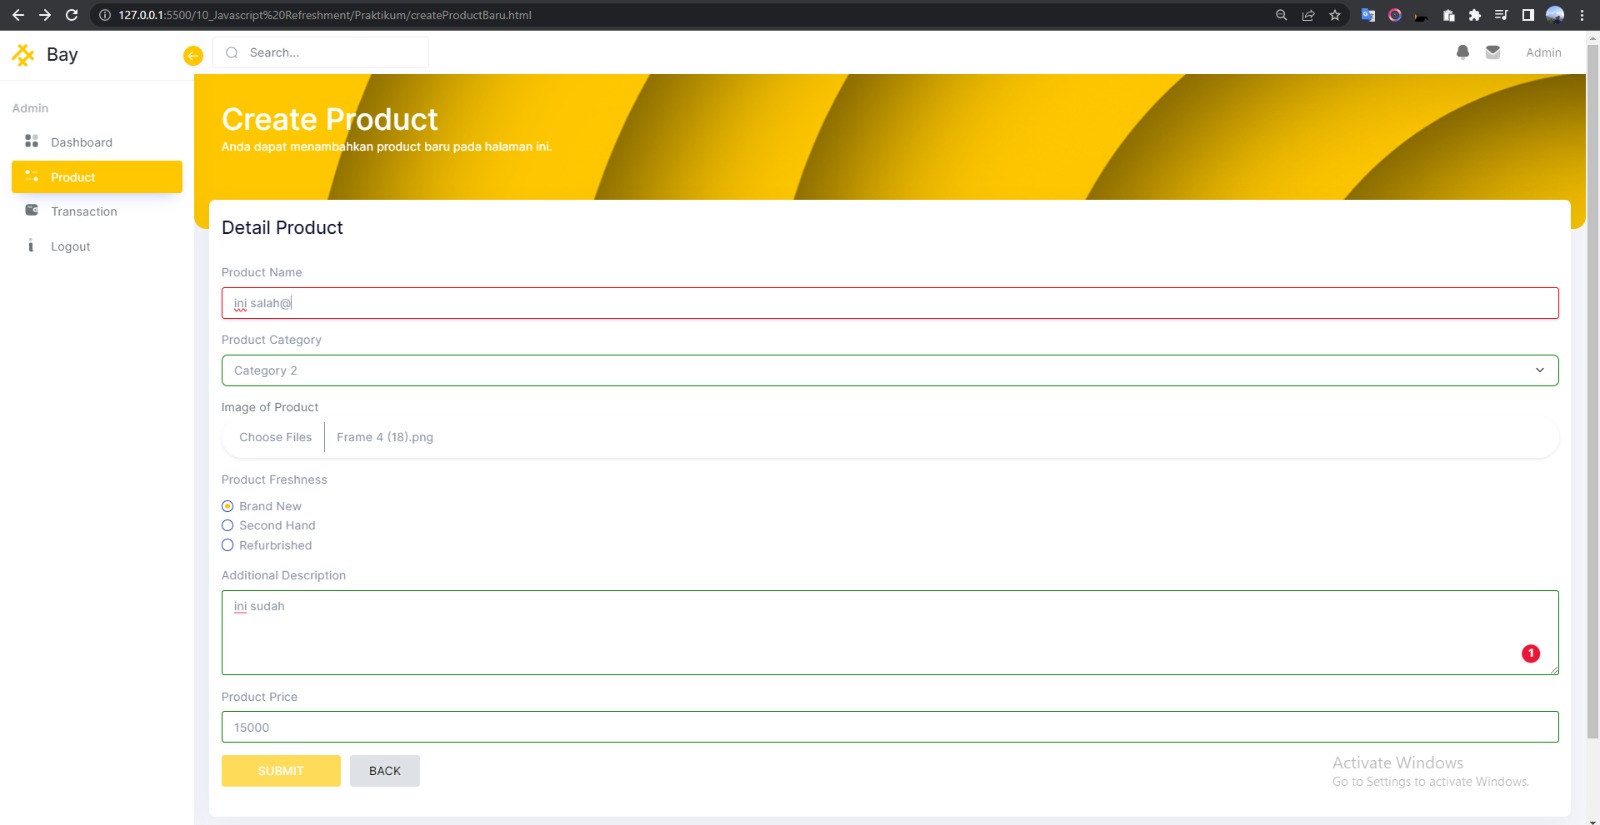 127.0.0.1:5500/10_Javascript%20Refreshment/Praktikum/createProductBaru.html
Bay
Search...
Admin
Admin
Dashboard
Product
Transaction
Logout
Create Product
Anda dapat menambahkan product baru pada halaman ini.
Detail Product
Product Name
ini salah@
Product Category
Category 2
Image of Product
Choose Files Frame 4 (18).png
Product Freshness
Brand New
Second Hand
Refurbrished
Additional Description
ini sudah
1
Product Price
15000
SUBMIT BACK
Activate Windows
Go to Settings to activate Windows.